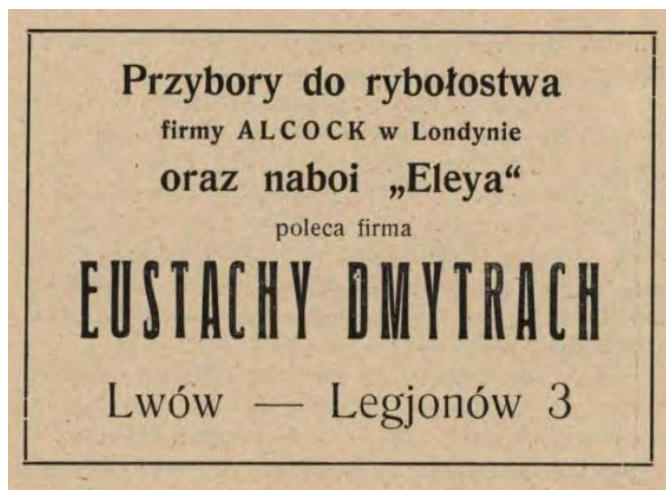 Przybory do rybołostwa
firmy ALCOCK w Londynie
oraz naboi „Eleya“
poleca firma
EUSTACHY DMYTRACH
Lwów — Legjonów 3